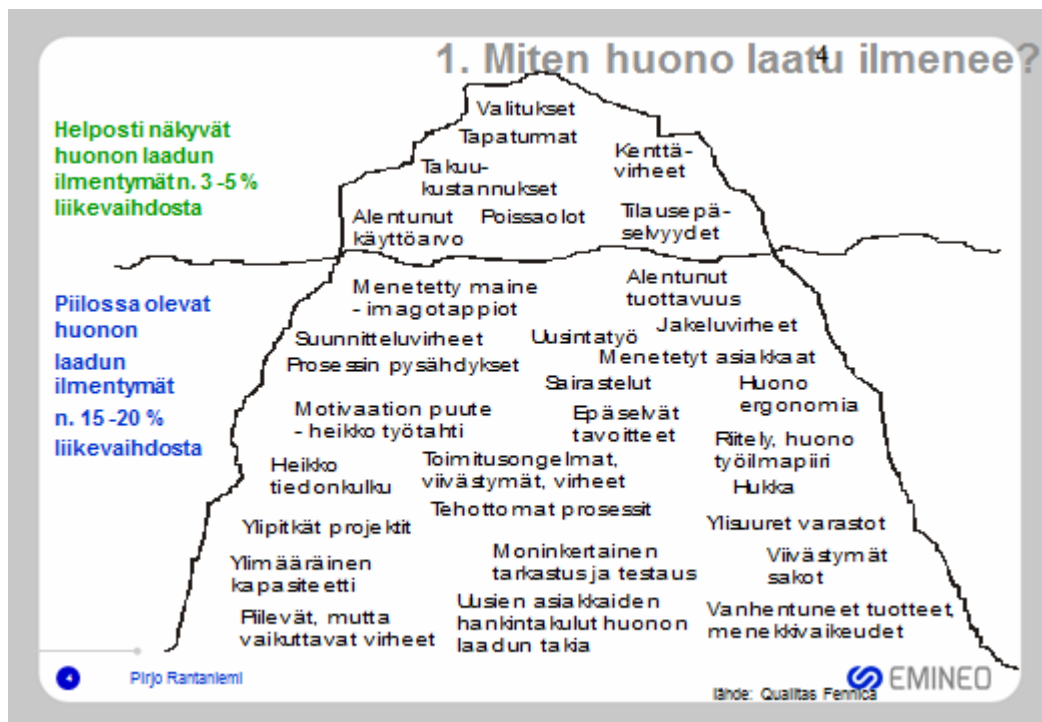 1. Miten huono laatu ilmenee?
4
Helposti näkyvät
huonon laadun
ilmentymät n. 3 -5 %
liikevaihdosta
Valitukset
Tapaturmat
Takuu-
kustannukset
Kenttä-
virheet
Alentunut
käyttöarvo
Poissaolot
Tilausepä-
selvyydet
Piilossa olevat
huonon
laadun
ilmentymät
n. 15 -20 %
liikevaihdosta
Menetetty maine
- imagotappiot
Alentunut
tuottavuus
Suunnitteluvirheet
Uusintatyö
Jakeluvirheet
Prosessin pysähdykset
Menetetyt asiakkaat
Sairastelut
Huono
ergonomia
Motivaation puute
- heikko työtahti
Epäselvät
tavoitteet
Riitely, huono
työilmapiiri
Heikko
tiedonkulku
Toimitusongelmat,
viivästymät, virheet
Hukka
Tehottomat prosessit
Ylipitkät projektit
Ylisuuret varastot
Ylimääräinen
kapasiteetti
Moninkertainen
tarkastus ja testaus
Viivästymät
sakot
Piilevät, mutta
vaikuttavat virheet
Uusien asiakkaiden
hankintakulut huonon
laadun takia
Vanhentuneet tuotteet,
menekkivaikeudet
4
Pirjo Rantaniemi
lähde: Qualitas Fennica
EMINEO